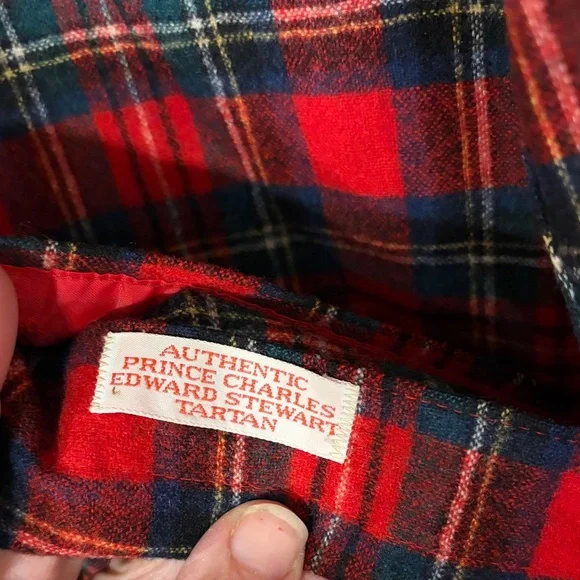 AUTHENTIC
PRINCE CHARLES
EDWARD STEWART
TARTAN